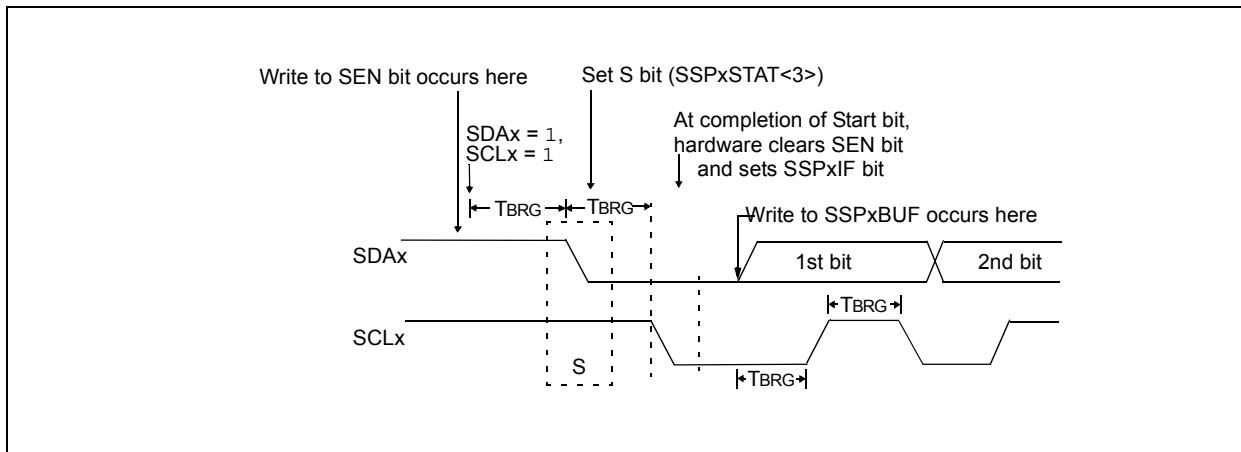 Write to SEN bit occurs here
Set S bit (SSPxSTAT<3>)
SDAx = 1,
SCLx = 1
At completion of Start bit,
hardware clears SEN bit
and sets SSPxIF bit
TBRG
TBRG
Write to SSPxBUF occurs here
SDAx
1st bit
2nd bit
TBRG
SCLx
S
TBRG